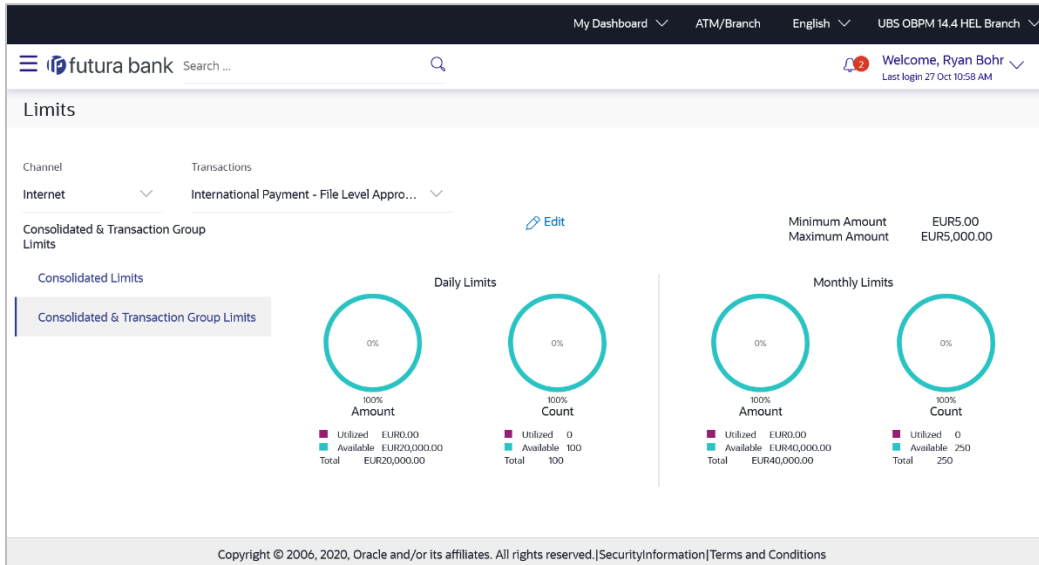 My Dashboard ATM/Branch English UBS OBPM 14.4 HEL Branch
futura bank Search ... 2 Welcome, Ryan Bohr
Last login 27 Oct 10:58 AM
Limits
Channel Transactions
Internet International Payment - File Level Appro...
Consolidated & Transaction Group
Limits
Edit
Minimum Amount EUR5.00
Maximum Amount EUR5,000.00
Consolidated Limits
Consolidated & Transaction Group Limits
Daily Limits Monthly Limits
0% 0% 0% 0%
100% 100% 100% 100%
Amount Count Amount Count
Utilized EUR0.00 Utilized 0 Utilized EUR0.00 Utilized 0
Available EUR20,000.00 Available 100 Available EUR40,000.00 Available 250
Total EUR20,000.00 Total 100 Total EUR40,000.00 Total 250
Copyright © 2006, 2020, Oracle and/or its affiliates. All rights reserved.|SecurityInformation|Terms and Conditions